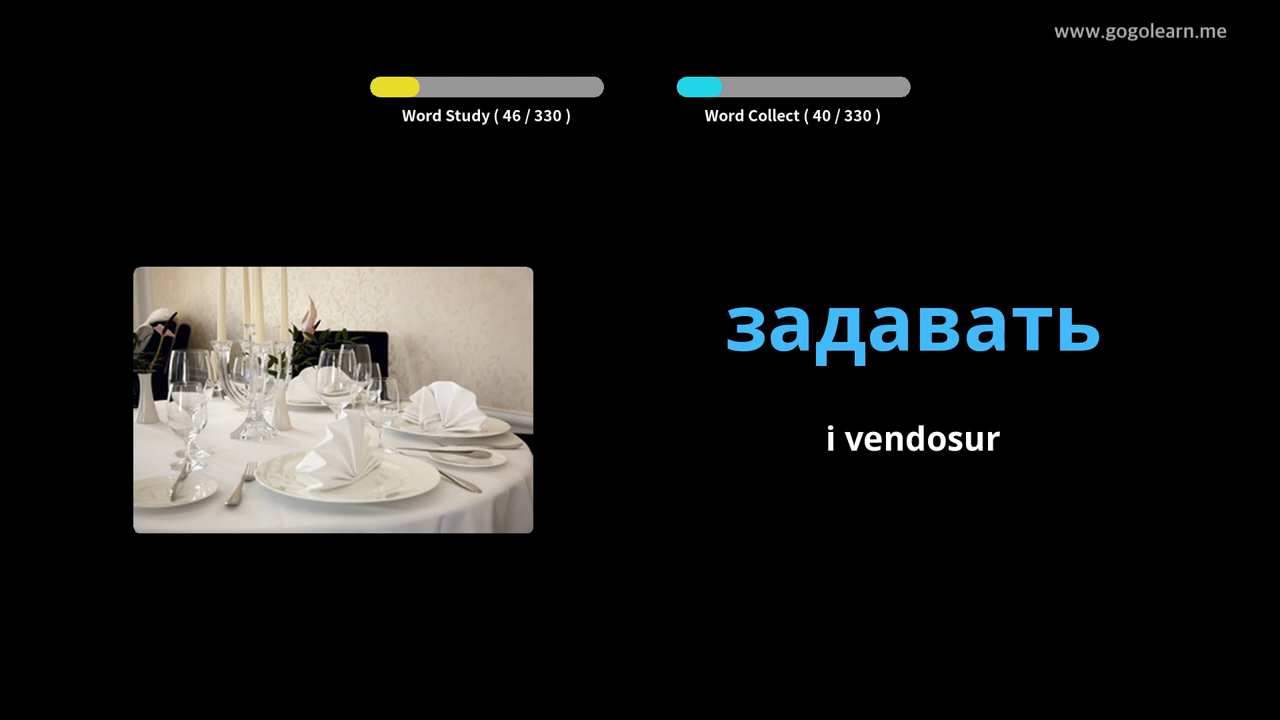 www.gogolearn.me
Word Study ( 46 / 330 )
Word Collect ( 40 / 330 )
задавать
i vendosur